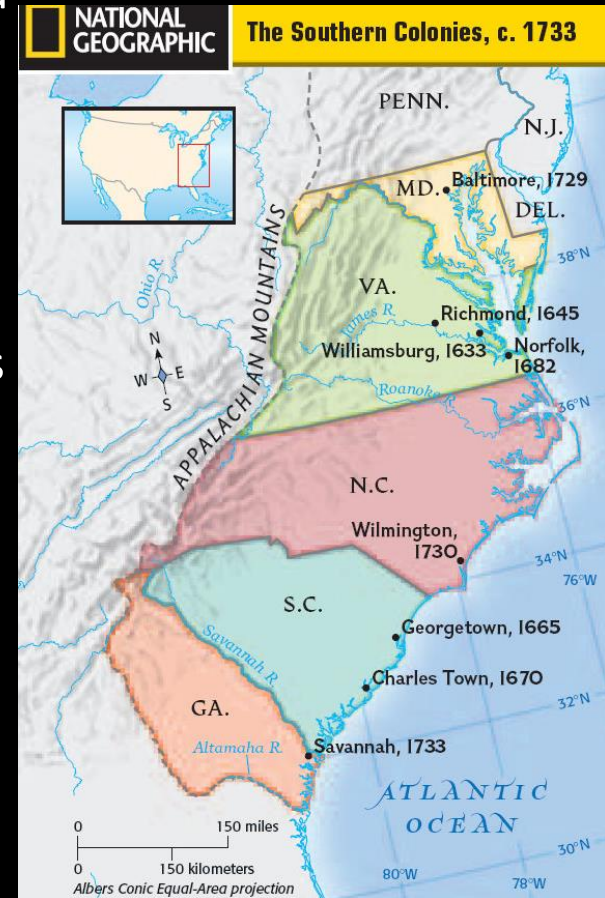 NATIONAL
GEOGRAPHIC
The Southern Colonies, c. 1733
PENN.
N.J.
MD.
Baltimore, 1729
DEL.
38°N
Ohio R.
APPALACHIAN MOUNTAINS
VA.
James R.
Richmond, 1645
Williamsburg, 1633
Norfolk,
1682
N
W
E
S
Roanoke R.
36°N
N.C.
Wilmington,
1730
34°N
76°W
S.C.
Georgetown, 1665
Savannah R.
Charles Town, 1670
32°N
GA.
Altamaha R.
Savannah, 1733
ATLANTIC
OCEAN
0
150 miles
0
150 kilometers
30°N
Albers Conic Equal-Area projection
80°W
78°W
s